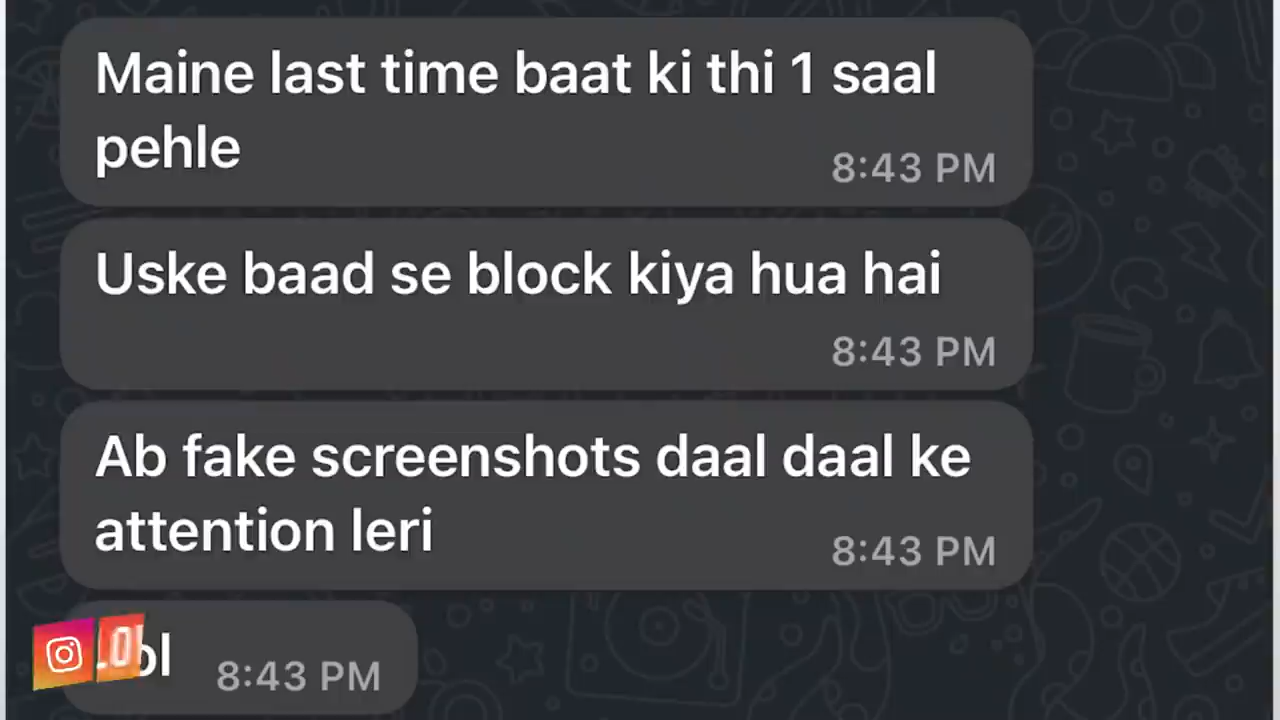 Maine last time baat ki thi 1 saal
pehle
8:43 PM
Uske baad se block kiya hua hai
8:43 PM
Ab fake screenshots daal daal ke
attention leri
8:43 PM
8:43 PM